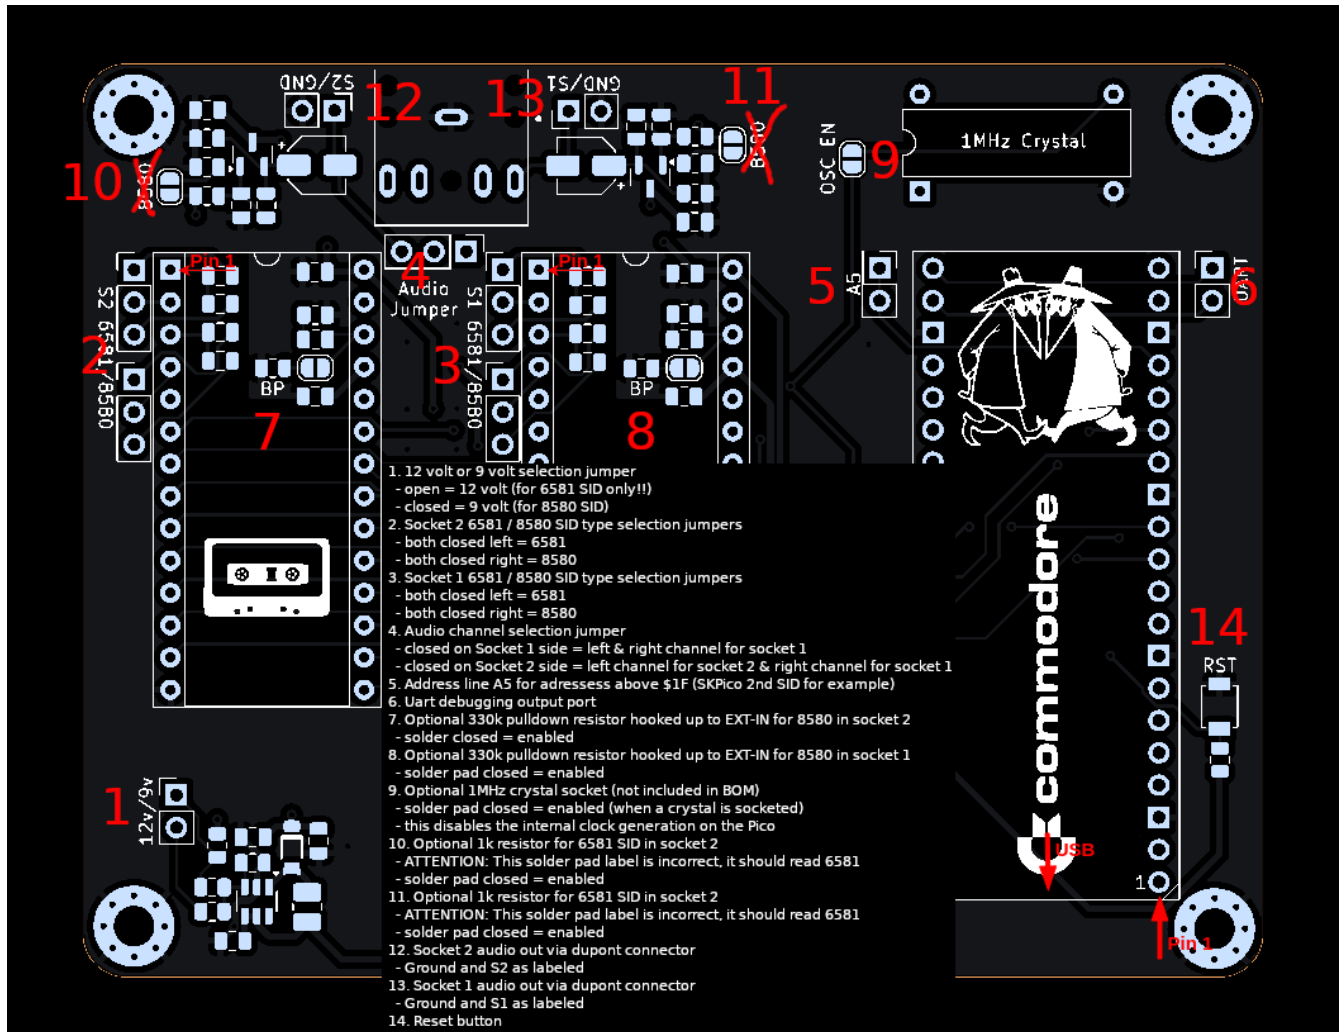 S2/GND
12
13
S1/GND
11
8580
OSC EN
9
1MHz Crystal
10
8580
Pin 1
Pin 1
4
Audio
Jumper
5
A5
6
UART
S2 6581/8580
2
S1 6581/8580
3
BP
BP
7
8
1. 12 volt or 9 volt selection jumper
- open = 12 volt (for 6581 SID only!!)
- closed = 9 volt (for 8580 SID)
2. Socket 2 6581 / 8580 SID type selection jumpers
- both closed left = 6581
- both closed right = 8580
3. Socket 1 6581 / 8580 SID type selection jumpers
- both closed left = 6581
- both closed right = 8580
4. Audio channel selection jumper
- closed on Socket 1 side = left & right channel for socket 1
- closed on Socket 2 side = left channel for socket 2 & right channel for socket 1
5. Address line A5 for adressess above $1F (SKPico 2nd SID for example)
6. Uart debugging output port
7. Optional 330k pulldown resistor hooked up to EXT-IN for 8580 in socket 2
- solder closed = enabled
8. Optional 330k pulldown resistor hooked up to EXT-IN for 8580 in socket 1
- solder pad closed = enabled
9. Optional 1MHz crystal socket (not included in BOM)
- solder pad closed = enabled (when a crystal is socketed)
- this disables the internal clock generation on the Pico
10. Optional 1k resistor for 6581 SID in socket 2
- ATTENTION: This solder pad label is incorrect, it should read 6581
- solder pad closed = enabled
11. Optional 1k resistor for 6581 SID in socket 2
- ATTENTION: This solder pad label is incorrect, it should read 6581
- solder pad closed = enabled
12. Socket 2 audio out via dupont connector
- Ground and S2 as labeled
13. Socket 1 audio out via dupont connector
- Ground and S1 as labeled
14. Reset button
commodore
14
RST
1
12v/9v
USB
1
Pin 1